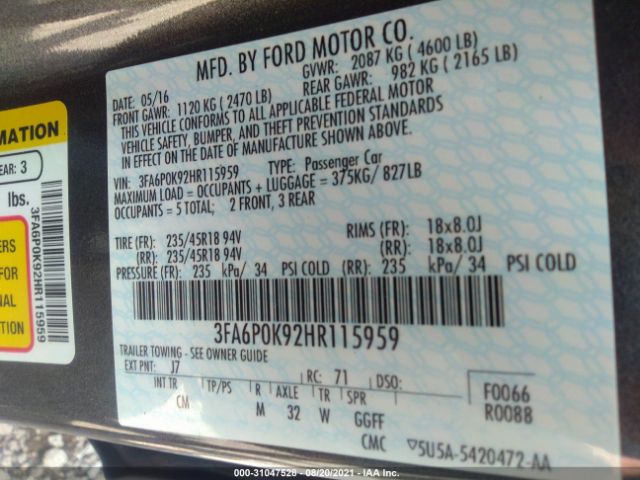 MFD. BY FORD MOTOR CO.
DATE: 05/16
GVWR: 2087 KG ( 4600 LB)
FRONT GAWR: 1120 KG ( 2470 LB)
REAR GAWR: 982 KG ( 2165 LB)
THIS VEHICLE CONFORMS TO ALL APPLICABLE FEDERAL MOTOR
VEHICLE SAFETY, BUMPER, AND THEFT PREVENTION STANDARDS
IN EFFECT ON THE DATE OF MANUFACTURE SHOWN ABOVE.
VIN: 3FA6P0K92HR115959
TYPE: Passenger Car
MAXIMUM LOAD = OCCUPANTS + LUGGAGE = 375KG/ 827LB
OCCUPANTS = 5 TOTAL: 2 FRONT, 3 REAR
TIRE (FR): 235/45R18 94V
RIMS (FR): 18x8.0J
(RR): 235/45R18 94V
(RR): 18x8.0J
PRESSURE (FR): 235 kPa/ 34 PSI COLD (RR): 235 kPa/ 34 PSI COLD
3FA6P0K92HR115959
TRAILER TOWING - SEE OWNER GUIDE
EXT PNT: J7 RC: 71 DSO:
INT TR TP/PS R AXLE TR SPR
CM M 32 W GGFF
F0066
R0088
CMC
5U5A-5420472-AA
MATION
EAR: 3
lbs.
3FA6P0K92HR115959
ERS
FOR
NAL
ION
000-31047528 - 08/20/2021 - IAA Inc.